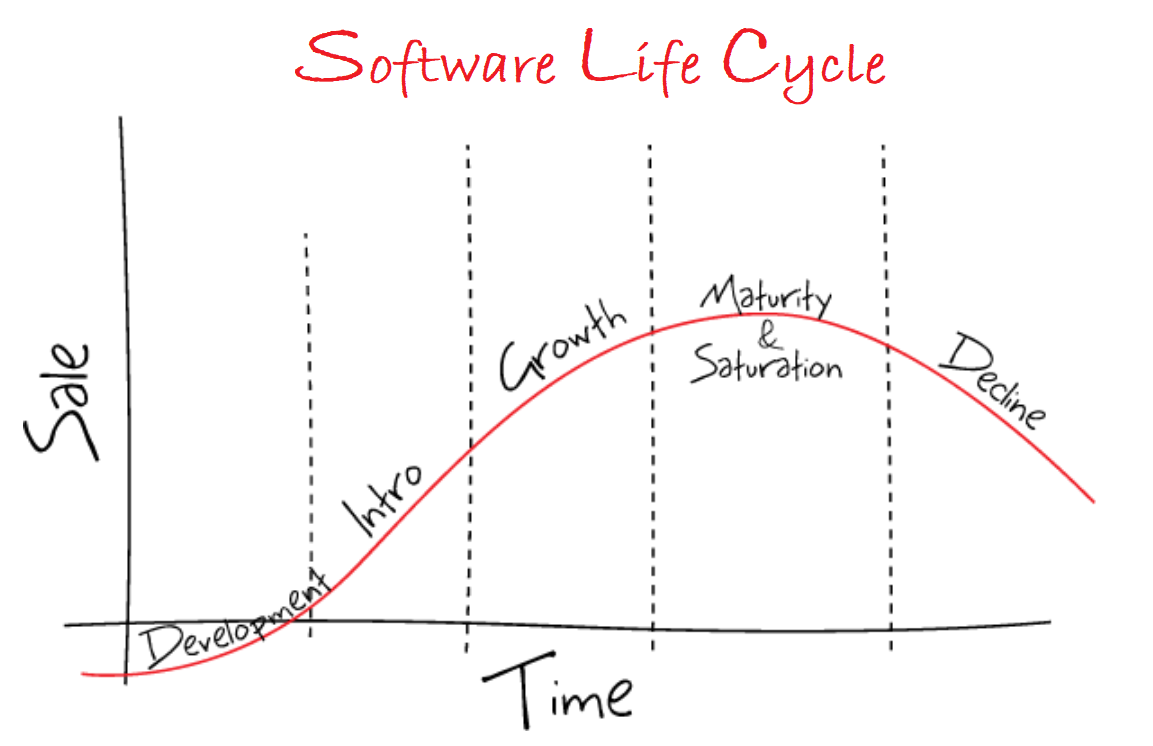 Software Life Cycle
Sale
Development
Intro
Growth
Maturity
&
Saturation
Decline
Time